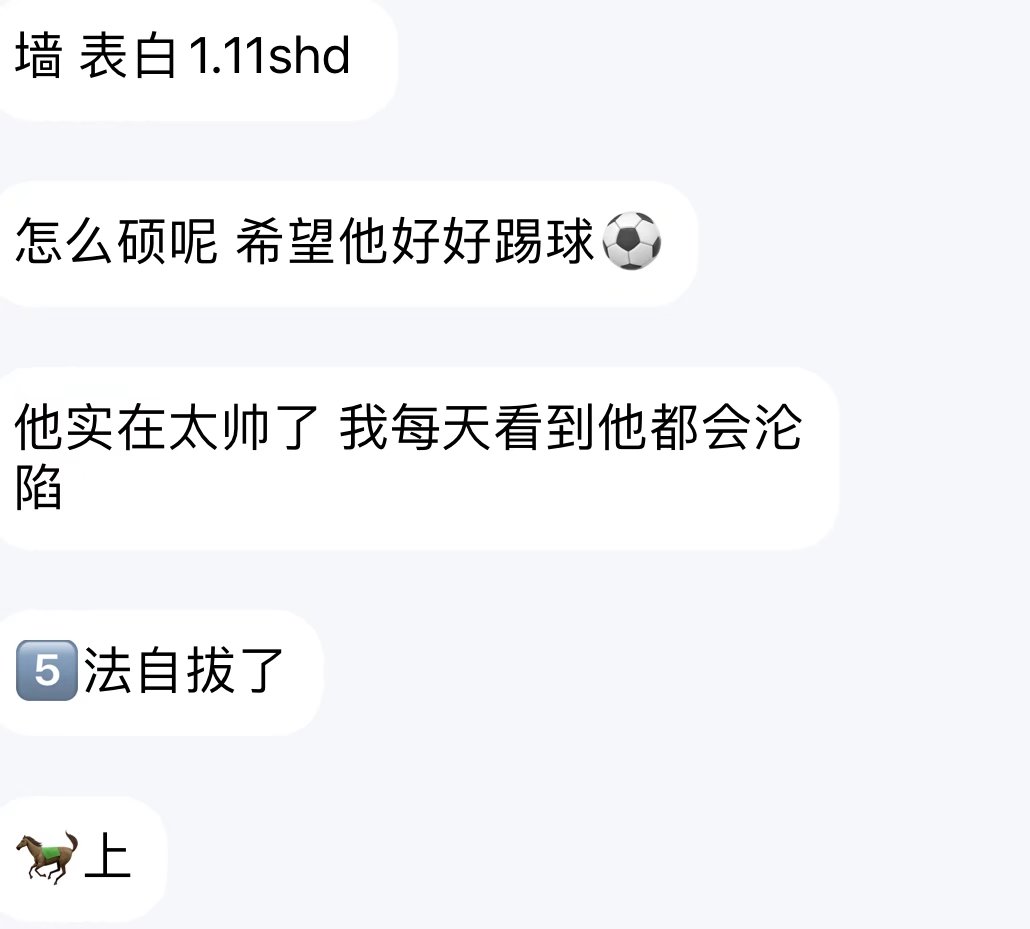 墙 表白1.11shd
怎么硕呢 希望他好好踢球⚽
他实在太帅了 我每天看到他都会沦
陷
5️⃣法自拔了
🐎上